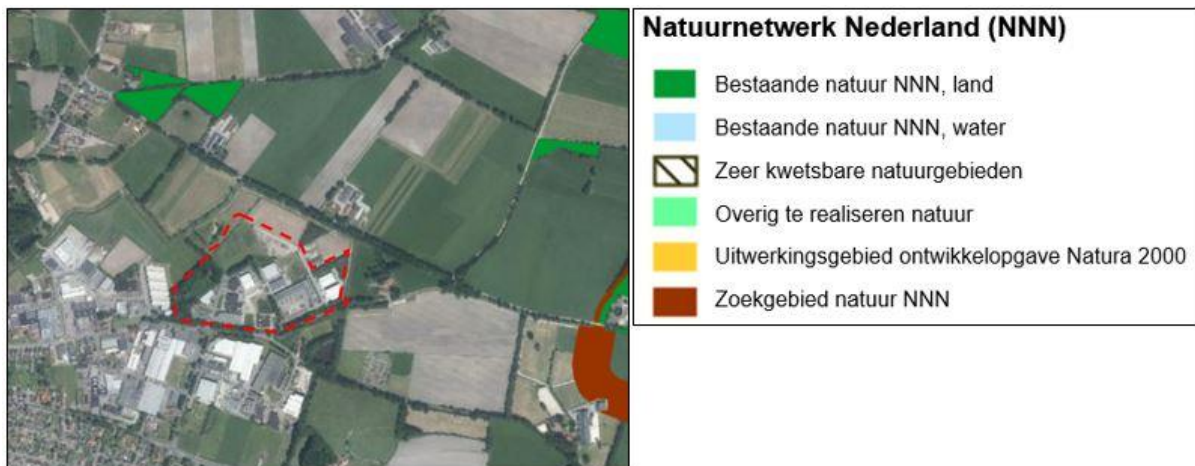 Natuurnetwerk Nederland (NNN)
Bestaande natuur NNN, land
Bestaande natuur NNN, water
Zeer kwetsbare natuurgebieden
Overig te realiseren natuur
Uitwerkingsgebied ontwikkelopgave Natura 2000
Zoekgebied natuur NNN